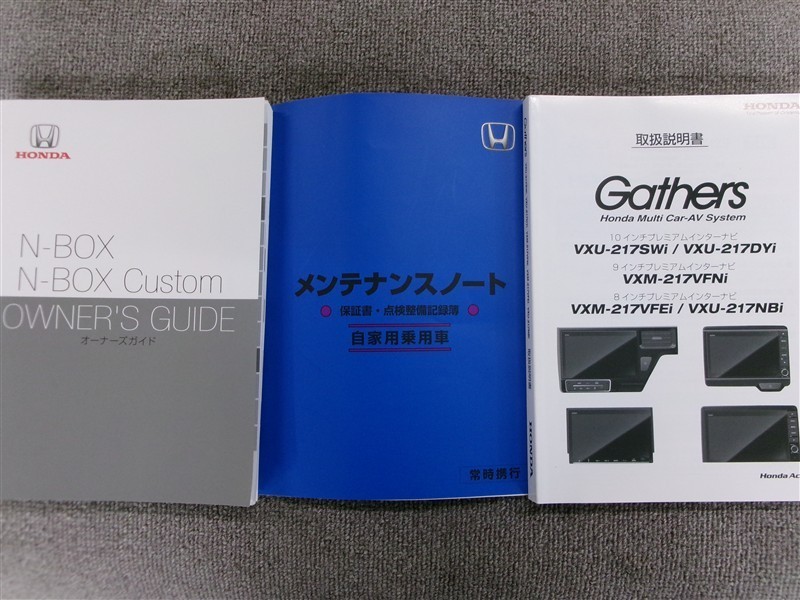 HONDA
N-BOX
N-BOX Custom
OWNER'S GUIDE
オーナーズガイド
メンテナンスノート
保証書・点検整備記録簿
自家用乗用車
常時携行
HONDA
HONDA
取扱説明書
Gathers
Honda Multi Car-AV System
10インチプレミアムインターナビ
VXU-217SWi / VXU-217DYi
9インチプレミアムインターナビ
VXM-217VFNi
8インチプレミアムインターナビ
VXM-217VFEi / VXU-217NBi
Honda Ac